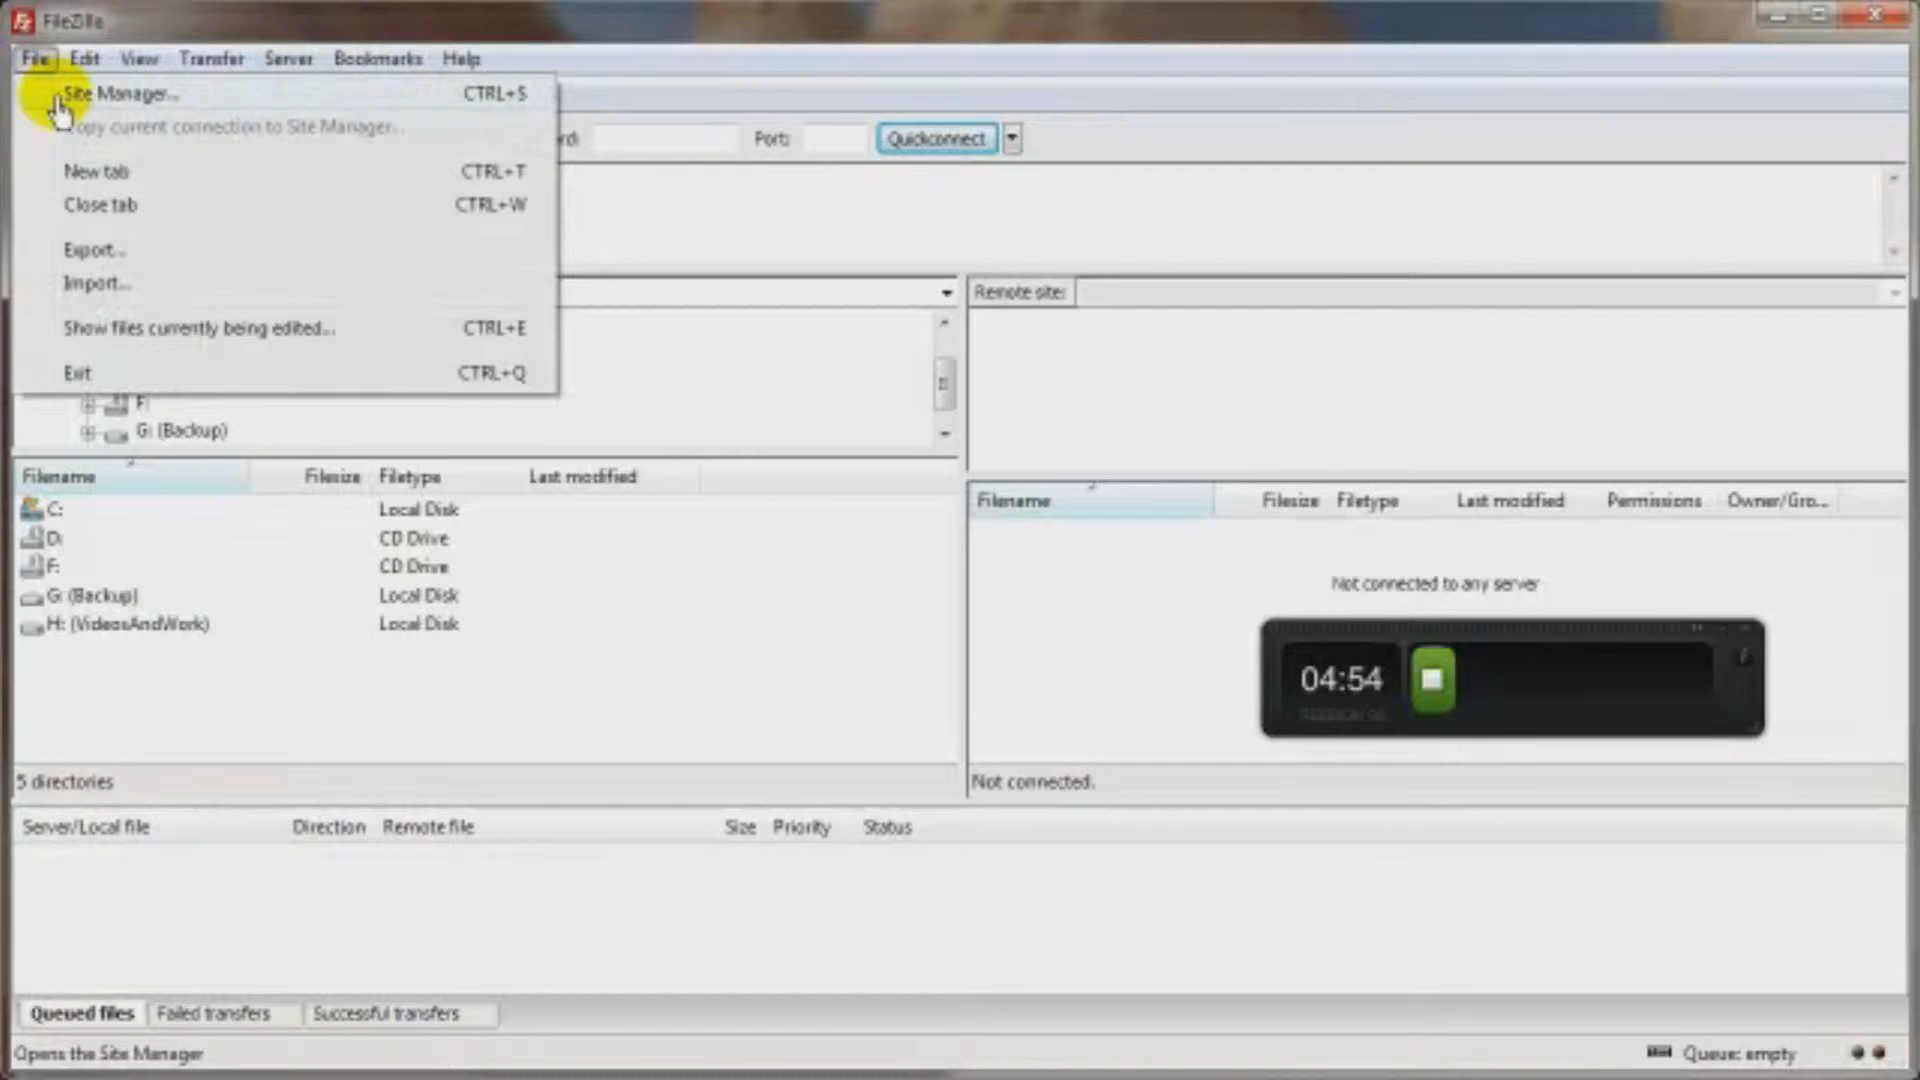 FileZilla
File Edit View Transfer Server Bookmarks Help
Site Manager... CTRL+S
Copy current connection to Site Manager...
Port: Quickconnect
New tab CTRL+T
Close tab CTRL+W
Export...
Import...
Show files currently being edited... CTRL+E
Exit CTRL+Q
Remote site:
F:
G: (Backup)
Filename Filesize Filetype Last modified
C: Local Disk
D: CD Drive
F: CD Drive
G: (Backup) Local Disk
H: (VideosAndWork) Local Disk
5 directories
Filename Filesize Filetype Last modified Permissions Owner/Gro...
Not connected to any server
04:54
Not connected.
Server/Local file Direction Remote file Size Priority Status
Queued files Failed transfers Successful transfers
Opens the Site Manager
Queue: empty